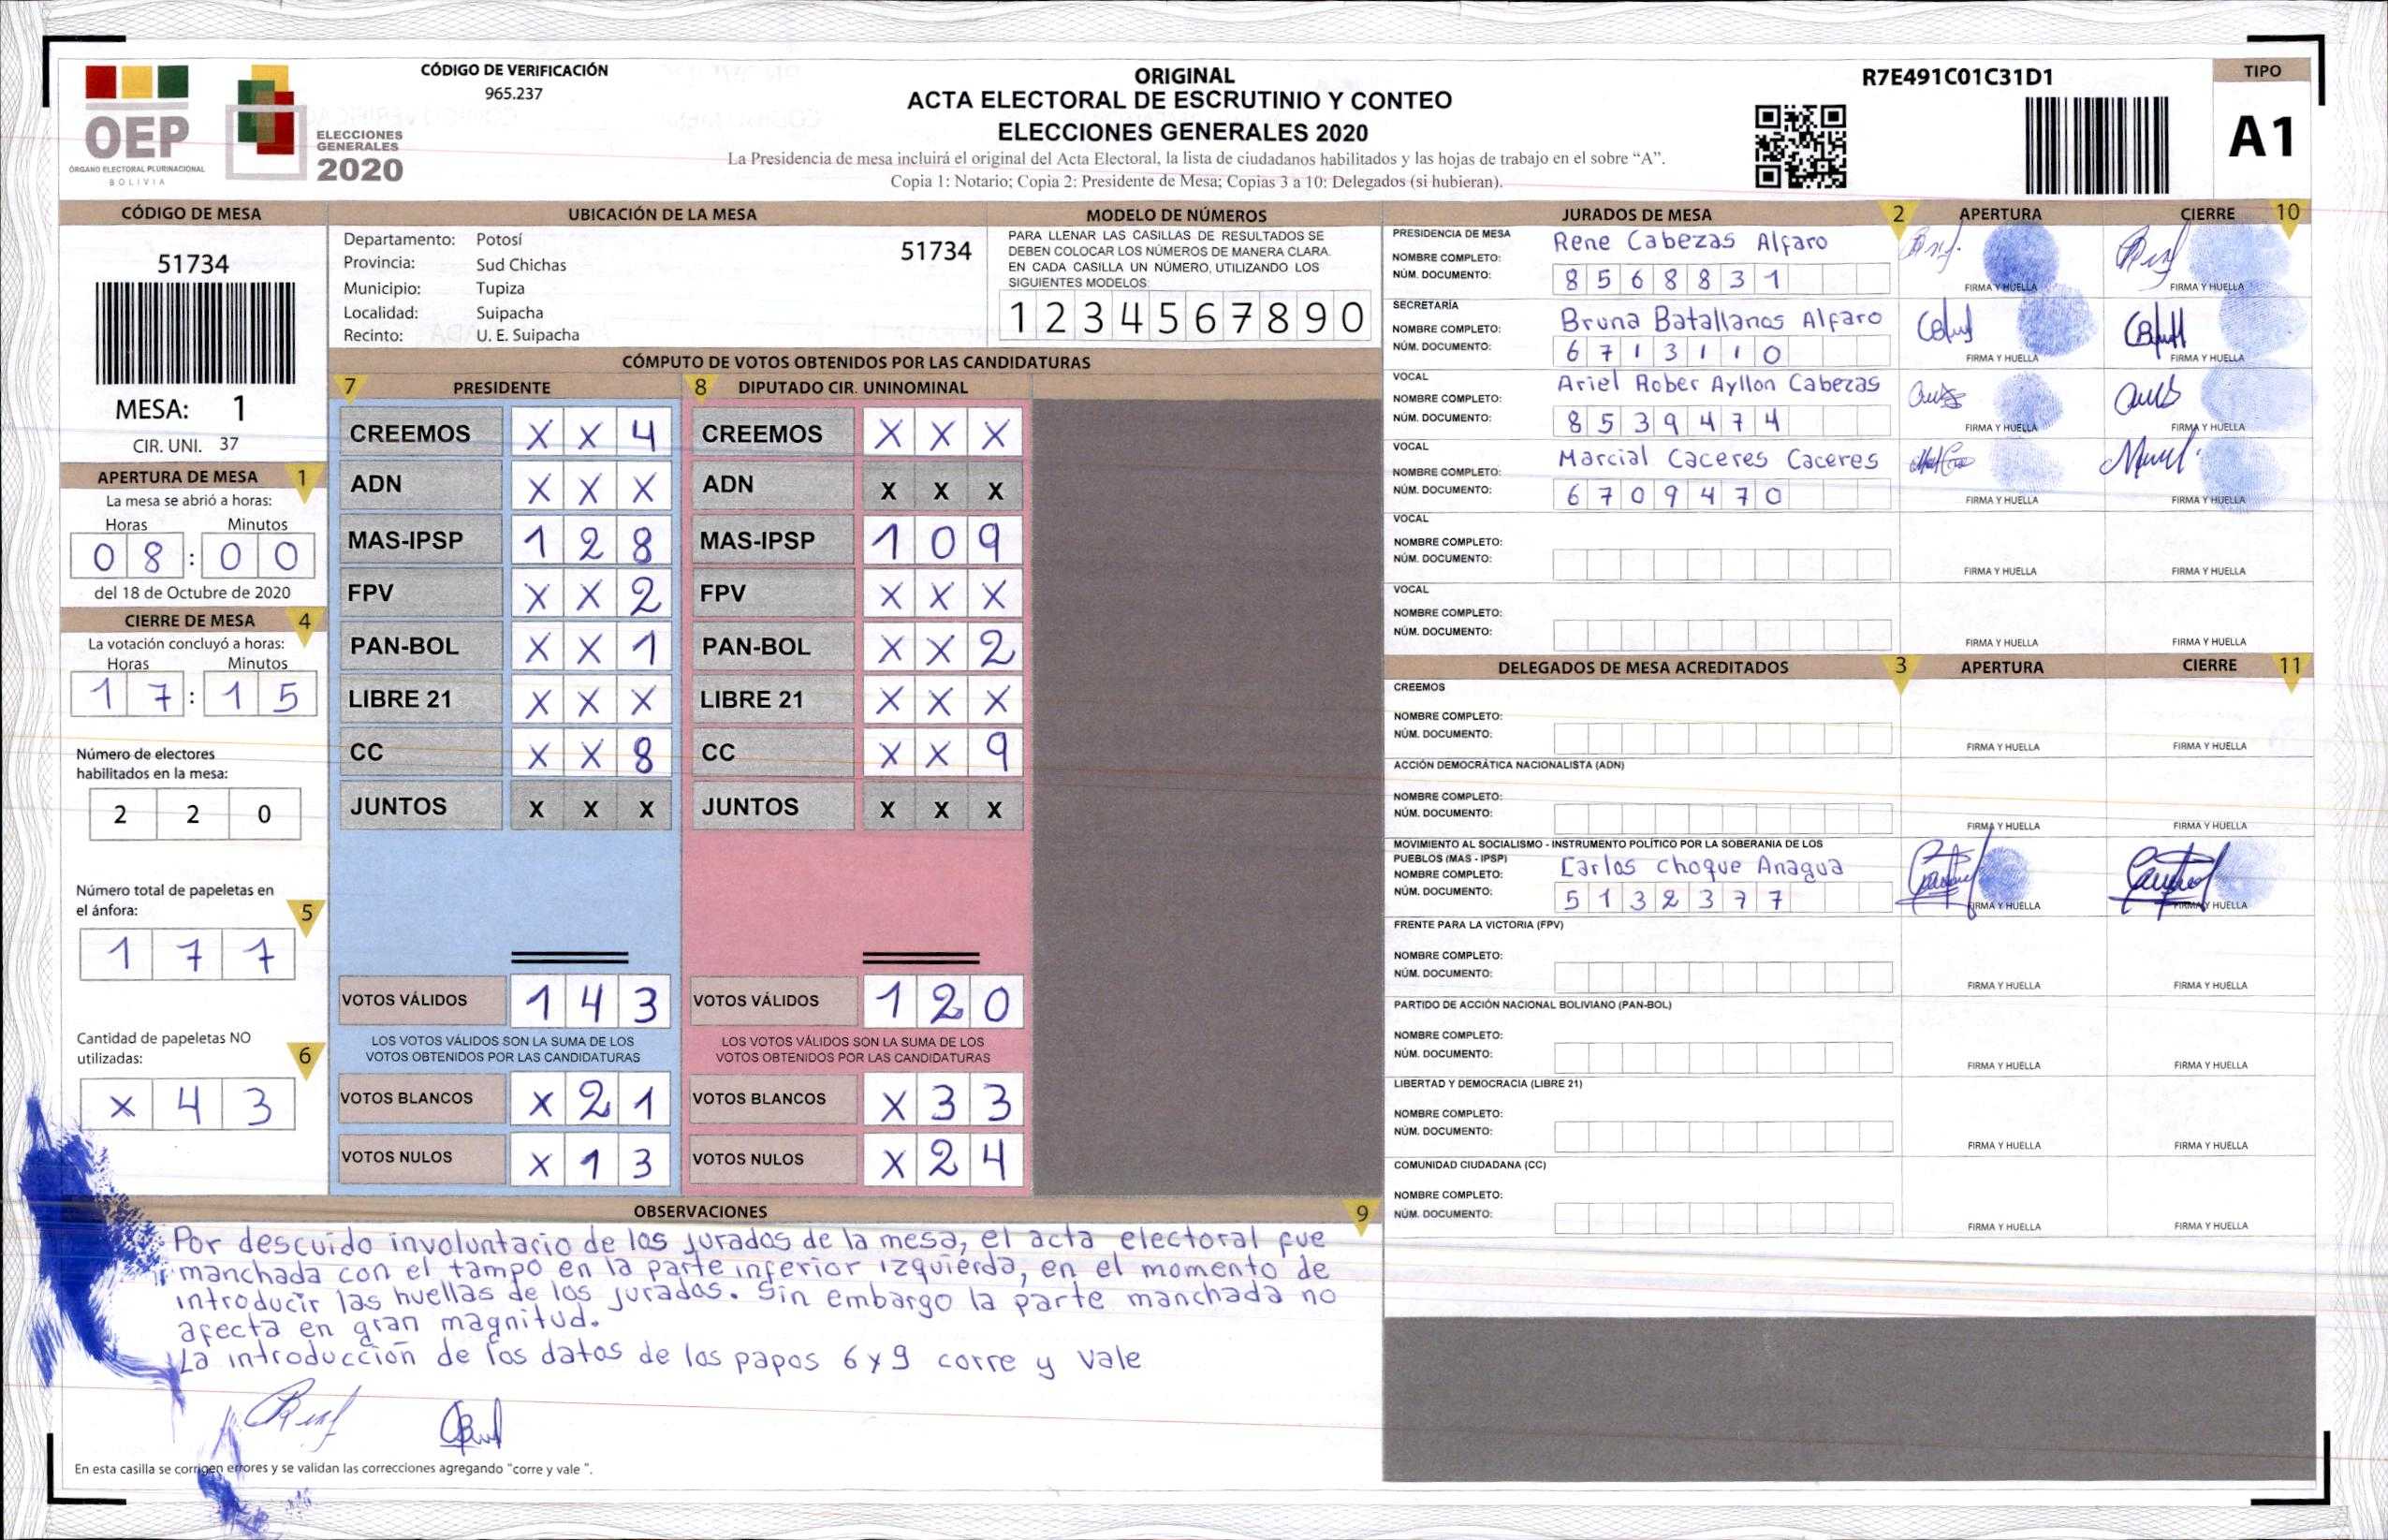 OEP
ÓRGANO ELECTORAL PLURINACIONAL
BOLIVIA
ELECCIONES
GENERALES
2020
CÓDIGO DE VERIFICACIÓN
965.237
ORIGINAL
ACTA ELECTORAL DE ESCRUTINIO Y CONTEO
ELECCIONES GENERALES 2020
La Presidencia de mesa incluirá el original del Acta Electoral, la lista de ciudadanos habilitados y las hojas de trabajo en el sobre “A”.
Copia 1: Notario; Copia 2: Presidente de Mesa; Copias 3 a 10: Delegados (si hubieran).
R7E491C01C31D1
TIPO
A1
CÓDIGO DE MESA
51734
MESA: 1
CIR. UNI. 37
APERTURA DE MESA 1
La mesa se abrió a horas:
Horas Minutos
0 8 : 0 0
del 18 de Octubre de 2020
CIERRE DE MESA 4
La votación concluyó a horas:
Horas Minutos
1 7 : 1 5
Número de electores
habilitados en la mesa:
2 2 0
Número total de papeletas en
el ánfora: 5
1 7 7
Cantidad de papeletas NO
utilizadas: 6
X 4 3
UBICACIÓN DE LA MESA
Departamento: Potosí 51734
Provincia: Sud Chichas
Municipio: Tupiza
Localidad: Suipacha
Recinto: U. E. Suipacha
MODELO DE NÚMEROS
PARA LLENAR LAS CASILLAS DE RESULTADOS SE
DEBEN COLOCAR LOS NÚMEROS DE MANERA CLARA.
EN CADA CASILLA UN NÚMERO, UTILIZANDO LOS
SIGUIENTES MODELOS:
1 2 3 4 5 6 7 8 9 0
CÓMPUTO DE VOTOS OBTENIDOS POR LAS CANDIDATURAS
7 PRESIDENTE
CREEMOS X X 4
ADN X X X
MAS-IPSP 1 2 8
FPV X X 2
PAN-BOL X X 1
LIBRE 21 X X X
CC X X 8
JUNTOS X X X
VOTOS VÁLIDOS 1 4 3
LOS VOTOS VÁLIDOS SON LA SUMA DE LOS
VOTOS OBTENIDOS POR LAS CANDIDATURAS
VOTOS BLANCOS X 2 1
VOTOS NULOS X 1 3
8 DIPUTADO CIR. UNINOMINAL
CREEMOS X X X
ADN X X X
MAS-IPSP 1 0 9
FPV X X X
PAN-BOL X X 2
LIBRE 21 X X X
CC X X 9
JUNTOS X X X
VOTOS VÁLIDOS 1 2 0
LOS VOTOS VÁLIDOS SON LA SUMA DE LOS
VOTOS OBTENIDOS POR LAS CANDIDATURAS
VOTOS BLANCOS X 3 3
VOTOS NULOS X 2 4
OBSERVACIONES 9
Por descuido involuntario de los jurados de la mesa, el acta electoral fue
manchada con el tampo en la parte inferior izquierda, en el momento de
introducir las huellas de los jurados. Sin embargo la parte manchada no
afecta en gran magnitud.
La introducción de los datos de los papos 6 y 9 corre y vale
En esta casilla se corrigen errores y se validan las correcciones agregando "corre y vale ".
JURADOS DE MESA 2 APERTURA CIERRE 10
PRESIDENCIA DE MESA
NOMBRE COMPLETO: Rene Cabezas Alfaro
NÚM. DOCUMENTO: 8 5 6 8 8 3 1
FIRMA Y HUELLA FIRMA Y HUELLA
SECRETARÍA
NOMBRE COMPLETO: Bruna Batallanos Alfaro
NÚM. DOCUMENTO: 6 7 1 3 1 1 0
FIRMA Y HUELLA FIRMA Y HUELLA
VOCAL
NOMBRE COMPLETO: Ariel Rober Ayllon Cabezas
NÚM. DOCUMENTO: 8 5 3 9 4 7 4
FIRMA Y HUELLA FIRMA Y HUELLA
VOCAL
NOMBRE COMPLETO: Marcial Caceres Caceres
NÚM. DOCUMENTO: 6 7 0 9 4 7 0
FIRMA Y HUELLA FIRMA Y HUELLA
VOCAL
NOMBRE COMPLETO:
NÚM. DOCUMENTO:
FIRMA Y HUELLA FIRMA Y HUELLA
VOCAL
NOMBRE COMPLETO:
NÚM. DOCUMENTO:
FIRMA Y HUELLA FIRMA Y HUELLA
DELEGADOS DE MESA ACREDITADOS 3 APERTURA CIERRE 11
CREEMOS
NOMBRE COMPLETO:
NÚM. DOCUMENTO:
FIRMA Y HUELLA FIRMA Y HUELLA
ACCIÓN DEMOCRÁTICA NACIONALISTA (ADN)
NOMBRE COMPLETO:
NÚM. DOCUMENTO:
FIRMA Y HUELLA FIRMA Y HUELLA
MOVIMIENTO AL SOCIALISMO - INSTRUMENTO POLÍTICO POR LA SOBERANIA DE LOS
PUEBLOS (MAS - IPSP)
NOMBRE COMPLETO: Carlos Choque Anagua
NÚM. DOCUMENTO: 5 1 3 2 3 7 7
FIRMA Y HUELLA FIRMA Y HUELLA
FRENTE PARA LA VICTORIA (FPV)
NOMBRE COMPLETO:
NÚM. DOCUMENTO:
FIRMA Y HUELLA FIRMA Y HUELLA
PARTIDO DE ACCIÓN NACIONAL BOLIVIANO (PAN-BOL)
NOMBRE COMPLETO:
NÚM. DOCUMENTO:
FIRMA Y HUELLA FIRMA Y HUELLA
LIBERTAD Y DEMOCRACIA (LIBRE 21)
NOMBRE COMPLETO:
NÚM. DOCUMENTO:
FIRMA Y HUELLA FIRMA Y HUELLA
COMUNIDAD CIUDADANA (CC)
NOMBRE COMPLETO:
NÚM. DOCUMENTO:
FIRMA Y HUELLA FIRMA Y HUELLA